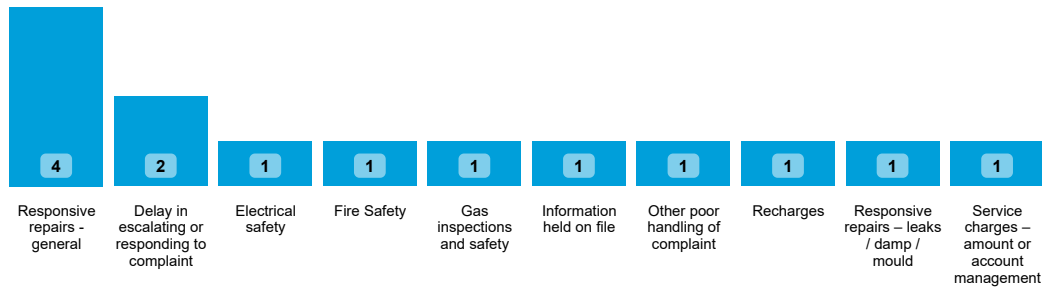 4
2
1
1
1
1
1
1
1
1
Responsive
repairs -
general
Delay in
escalating or
responding to
complaint
Electrical
safety
Fire Safety
Gas
inspections
and safety
Information
held on file
Other poor
handling of
complaint
Recharges
Responsive
repairs – leaks
/ damp /
mould
Service
charges –
amount or
account
management